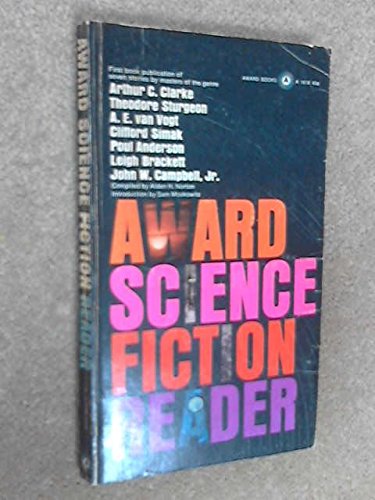 First book publication of
seven stories by masters of the genre
Arthur C. Clarke
Theodore Sturgeon
A. E. van Vogt
Clifford Simak
Poul Anderson
Leigh Brackett
John W. Campbell, Jr.
Compiled by Alden H. Norton
Introduction by Sam Moskowitz
AWARD BOOKS
AWARD
SCIENCE
FICTION
READER
AWARD SCIENCE FICTION READER